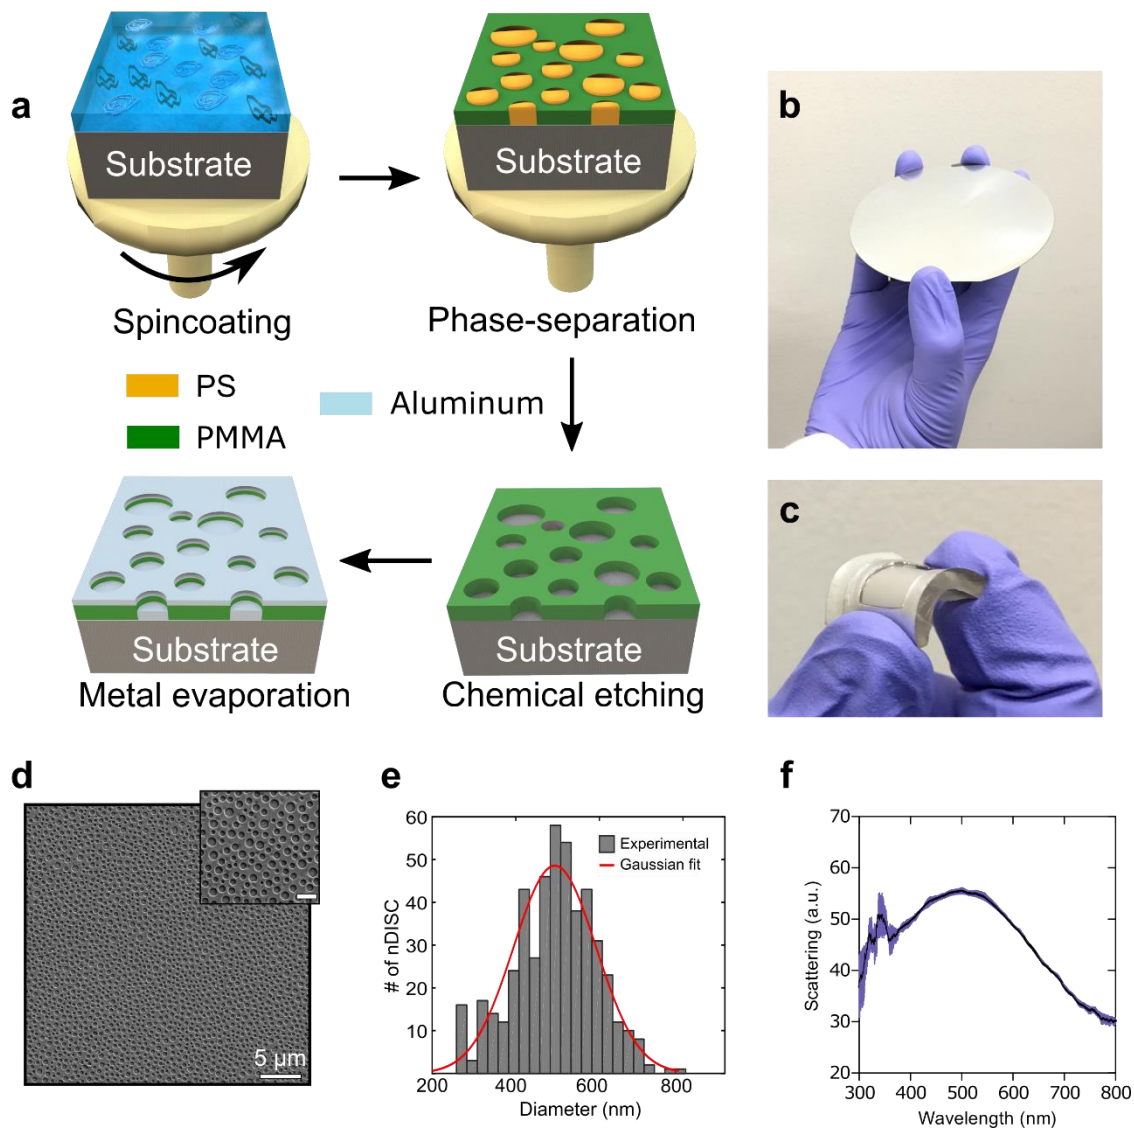 a
Substrate
Spincoating
Substrate
Phase-separation
PS
PMMA
Aluminum
Substrate
Metal evaporation
Substrate
Chemical etching
b
c
d
5 µm
e
60
50
40
30
20
10
200
400
600
800
# of nDISC
Diameter (nm)
Experimental
Gaussian fit
f
70
60
50
40
30
20
300
400
500
600
700
800
Scattering (a.u.)
Wavelength (nm)